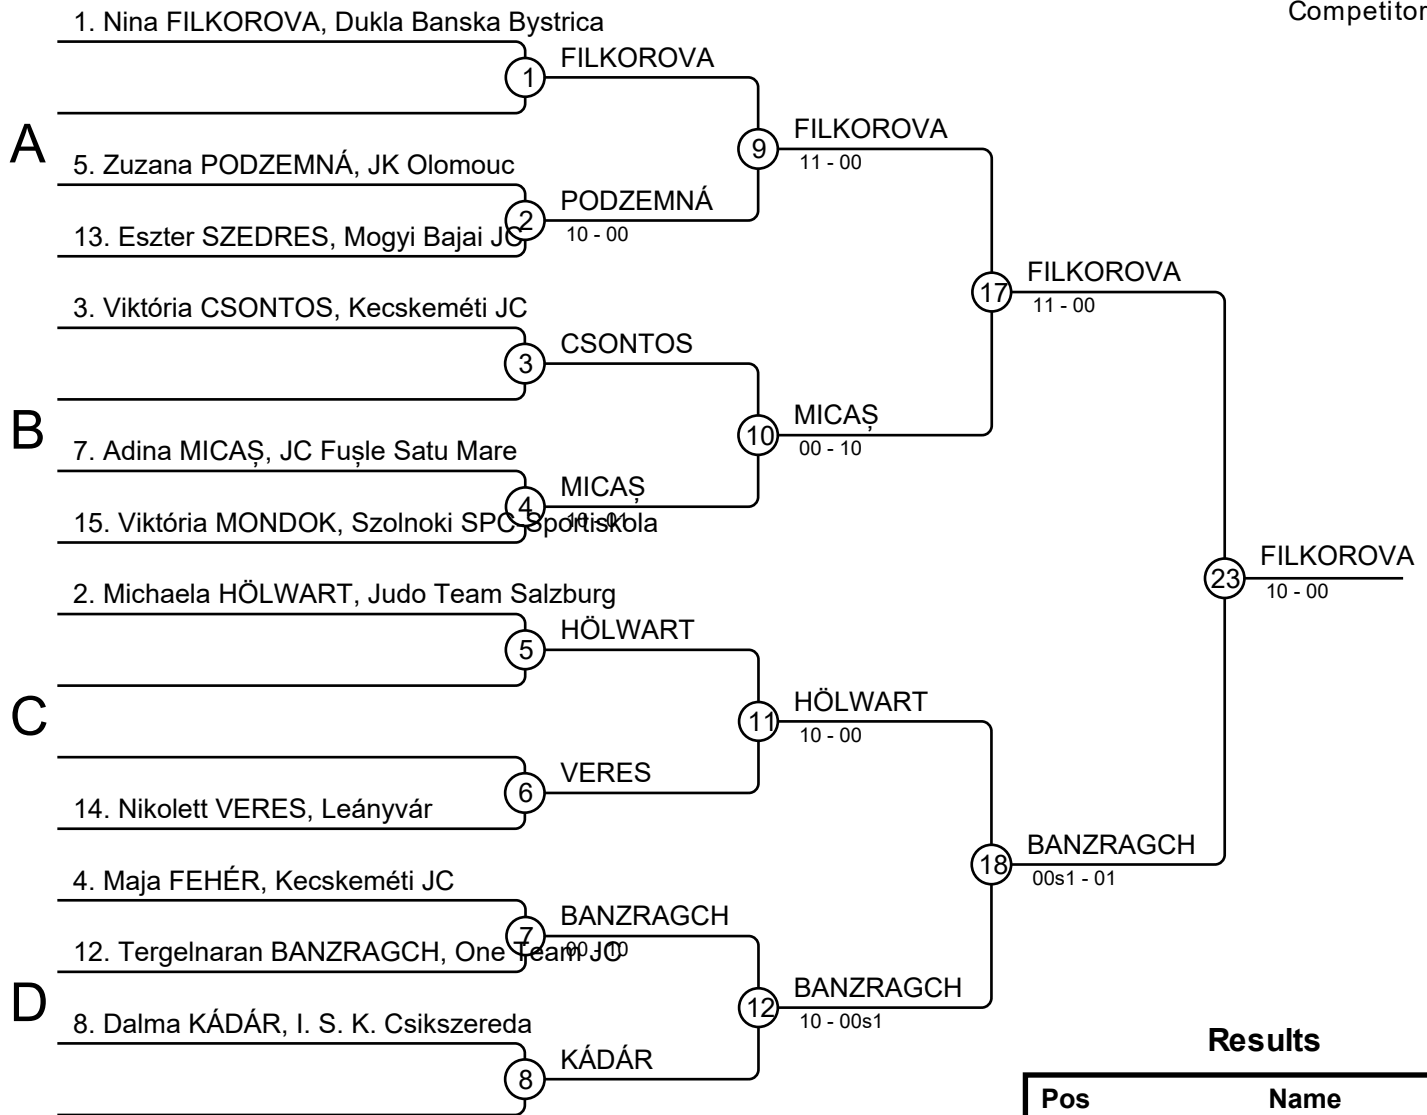 Competitor
1. Nina FILKOROVA, Dukla Banska Bystrica
1
FILKOROVA
A
9
FILKOROVA
11 - 00
5. Zuzana PODZEMNÁ, JK Olomouc
2
PODZEMNÁ
10 - 00
13. Eszter SZEDRES, Mogyi Bajai JC
17
FILKOROVA
11 - 00
3. Viktória CSONTOS, Kecskeméti JC
3
CSONTOS
B
10
MICAȘ
00 - 10
7. Adina MICAȘ, JC Fușle Satu Mare
4
MICAȘ
10 - 01
15. Viktória MONDOK, Szolnoki SPC-Sportiskola
23
FILKOROVA
10 - 00
2. Michaela HÖLWART, Judo Team Salzburg
5
HÖLWART
C
11
HÖLWART
10 - 00
6
VERES
14. Nikolett VERES, Leányvár
18
BANZRAGCH
00s1 - 01
4. Maja FEHÉR, Kecskeméti JC
7
BANZRAGCH
00 - 10
12. Tergelnaran BANZRAGCH, One Team JC
D
12
BANZRAGCH
10 - 00s1
8. Dalma KÁDÁR, I. S. K. Csikszereda
8
KÁDÁR
Results
Pos Name